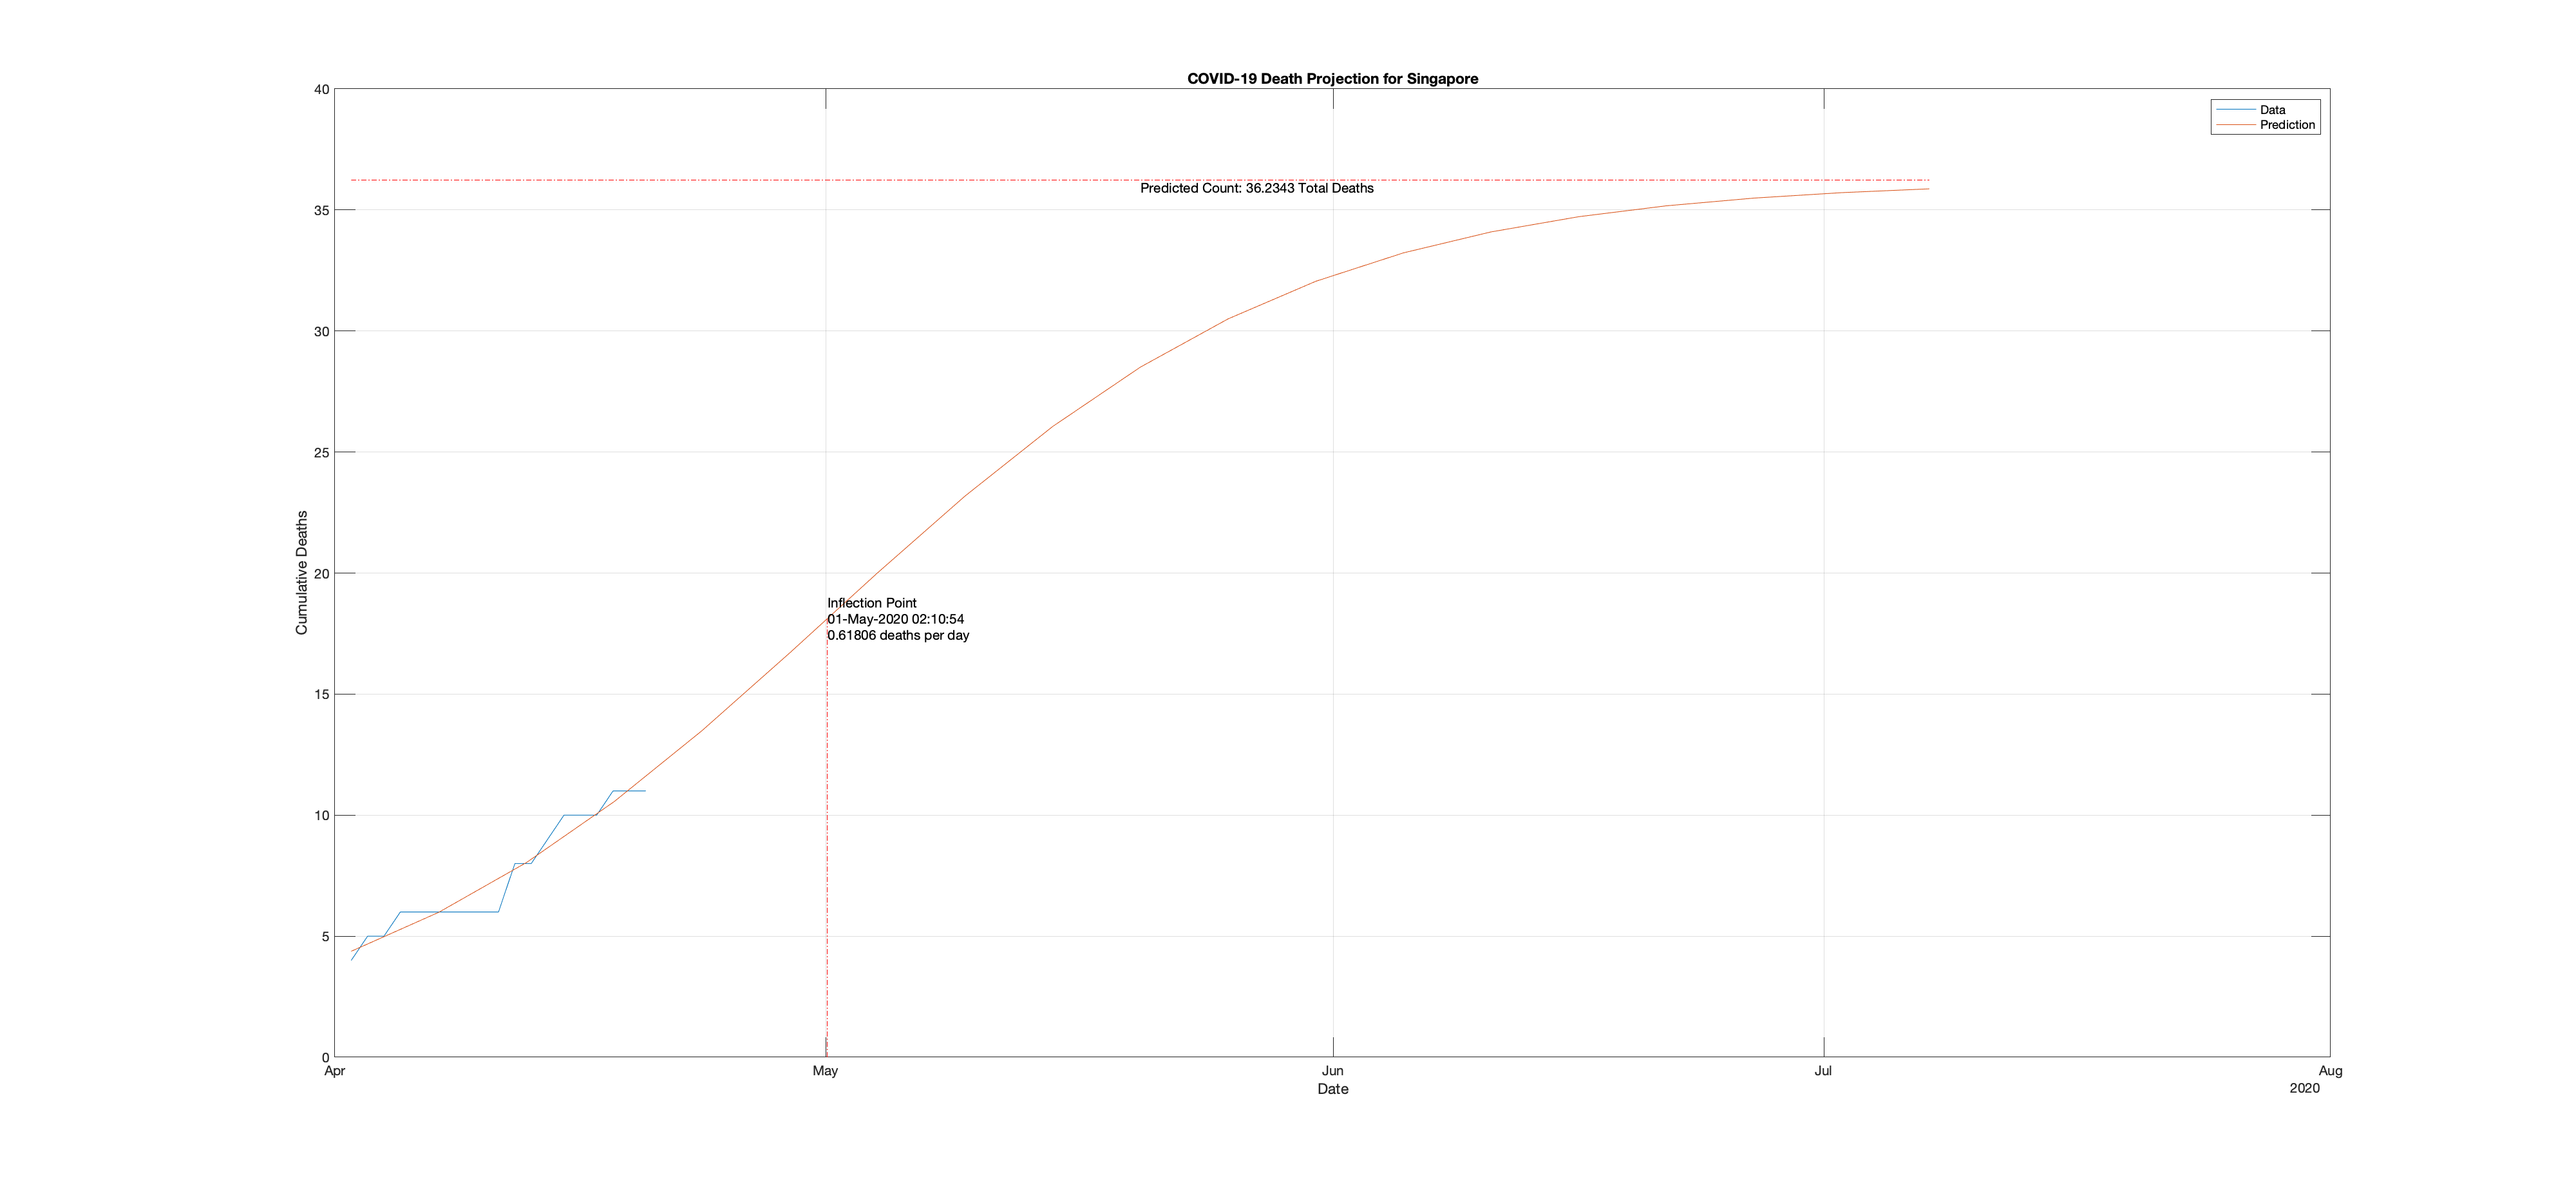 COVID-19 Death Projection for Singapore
40
35
30
25
20
15
10
5
0
Cumulative Deaths
Data
Prediction
Predicted Count: 36.2343 Total Deaths
Inflection Point
01-May-2020 02:10:54
0.61806 deaths per day
Apr
May
Jun
Jul
Aug
Date
2020